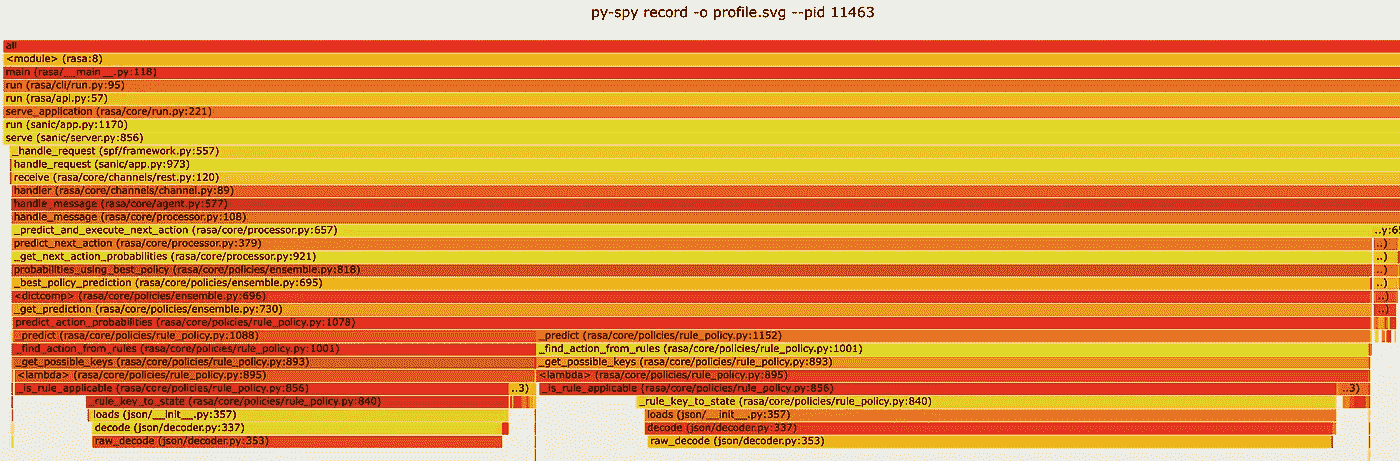 py-spy record -o profile.svg --pid 11463
all
<module> (rasa:8)
main (rasa/__main__.py:118)
run (rasa/cli/run.py:95)
run (rasa/api.py:57)
serve_application (rasa/core/run.py:221)
run (sanic/app.py:1170)
serve (sanic/server.py:856)
_handle_request (spf/framework.py:557)
handle_request (sanic/app.py:973)
receive (rasa/core/channels/rest.py:120)
handler (rasa/core/channels/channel.py:89)
handle_message (rasa/core/agent.py:577)
handle_message (rasa/core/processor.py:108)
_predict_and_execute_next_action (rasa/core/processor.py:657) ..y:65
predict_next_action (rasa/core/processor.py:379) ..)
_get_next_action_probabilities (rasa/core/processor.py:921) ..)
probabilities_using_best_policy (rasa/core/policies/ensemble.py:818) ..)
_best_policy_prediction (rasa/core/policies/ensemble.py:695) ..)
<dictcomp> (rasa/core/policies/ensemble.py:696) ..)
_get_prediction (rasa/core/policies/ensemble.py:730) ..)
predict_action_probabilities (rasa/core/policies/rule_policy.py:1078)
_predict (rasa/core/policies/rule_policy.py:1088) _predict (rasa/core/policies/rule_policy.py:1152)
_find_action_from_rules (rasa/core/policies/rule_policy.py:1001) _find_action_from_rules (rasa/core/policies/rule_policy.py:1001)
_get_possible_keys (rasa/core/policies/rule_policy.py:893) _get_possible_keys (rasa/core/policies/rule_policy.py:893)
<lambda> (rasa/core/policies/rule_policy.py:895) <lambda> (rasa/core/policies/rule_policy.py:895)
_is_rule_applicable (rasa/core/policies/rule_policy.py:856) ..3) _is_rule_applicable (rasa/core/policies/rule_policy.py:856) ..3)
_rule_key_to_state (rasa/core/policies/rule_policy.py:840) _rule_key_to_state (rasa/core/policies/rule_policy.py:840)
loads (json/__init__.py:357) loads (json/__init__.py:357)
decode (json/decoder.py:337) decode (json/decoder.py:337)
raw_decode (json/decoder.py:353) raw_decode (json/decoder.py:353)